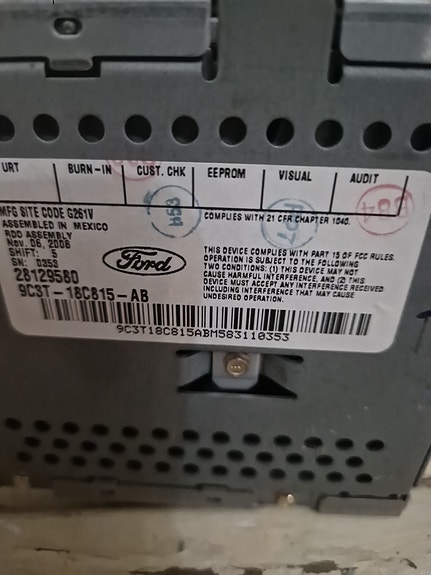 URT BURN-IN CUST. CHK EEPROM VISUAL AUDIT
MFG SITE CODE G261V
ASSEMBLED IN MEXICO
RDD ASSEMBLY
Nov. 06, 2008
SHIFT: 5
SN: 0353
28129580
9C3T-18C815-AB
Ford
H53
COMPLIES WITH 21 CFR CHAPTER 1040.
THIS DEVICE COMPLIES WITH PART 15 OF FCC RULES.
OPERATION IS SUBJECT TO THE FOLLOWING
TWO CONDITIONS: (1) THIS DEVICE MAY NOT
CAUSE HARMFUL INTERFERENCE, AND (2) THIS
DEVICE MUST ACCEPT ANY INTERFERENCE RECEIVED
INCLUDING INTERFERENCE THAT MAY CAUSE
UNDESIRED OPERATION.
9C3T18C815ABM583110353